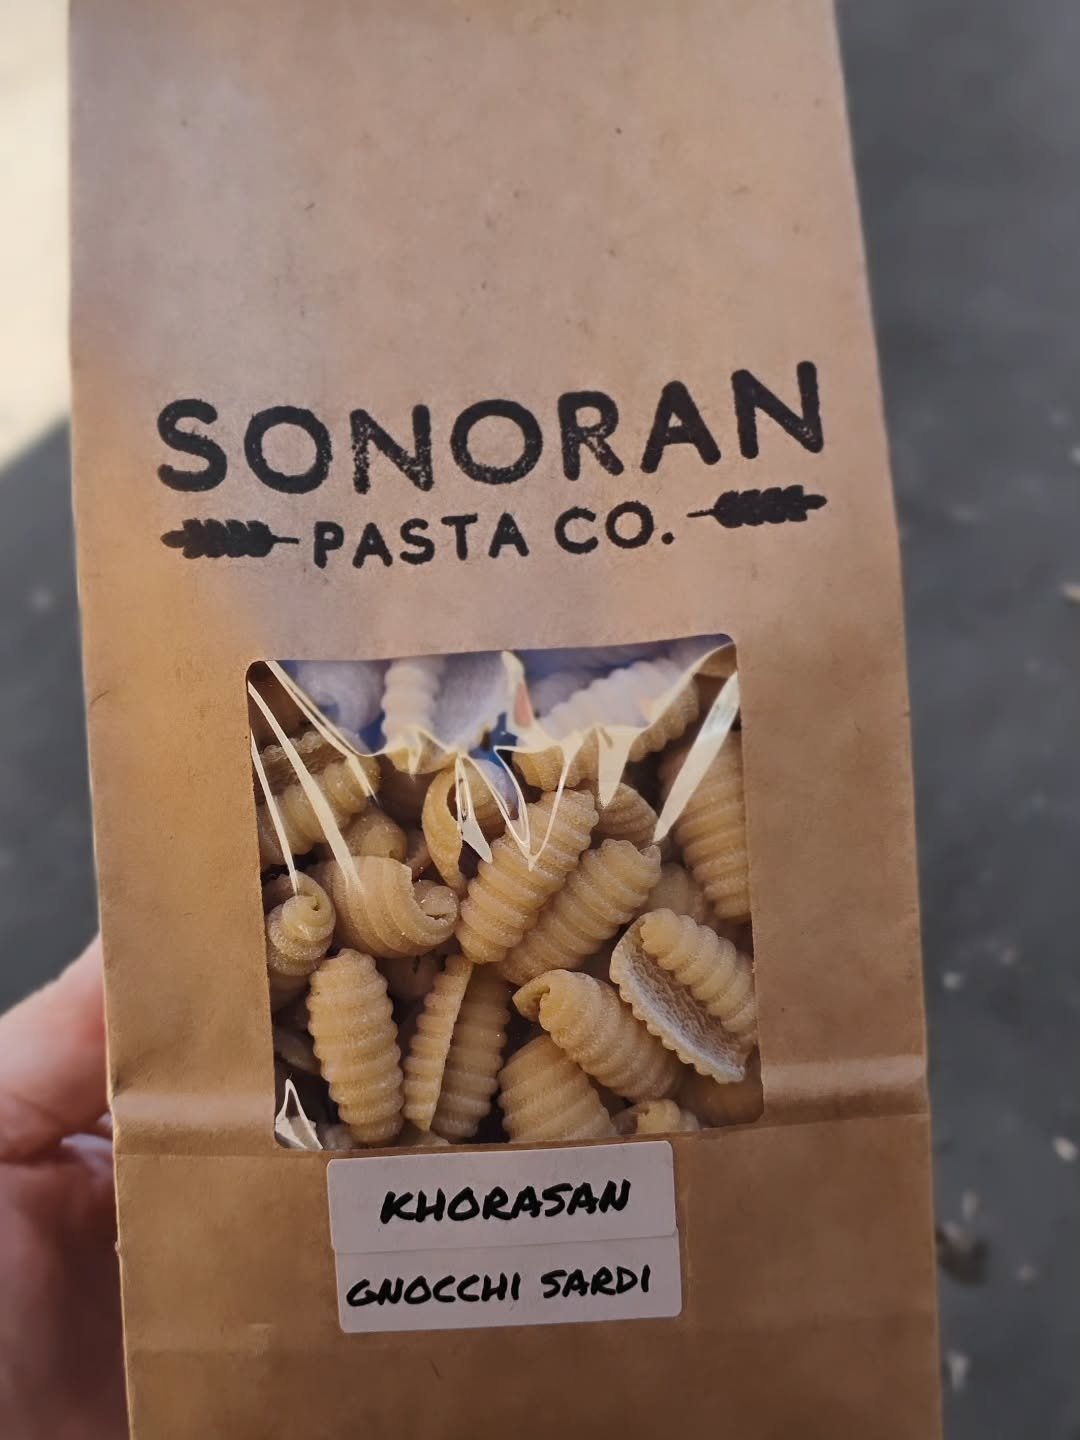 SONORAN
PASTA CO.
KHORASAN
GNOCCHI SARDI